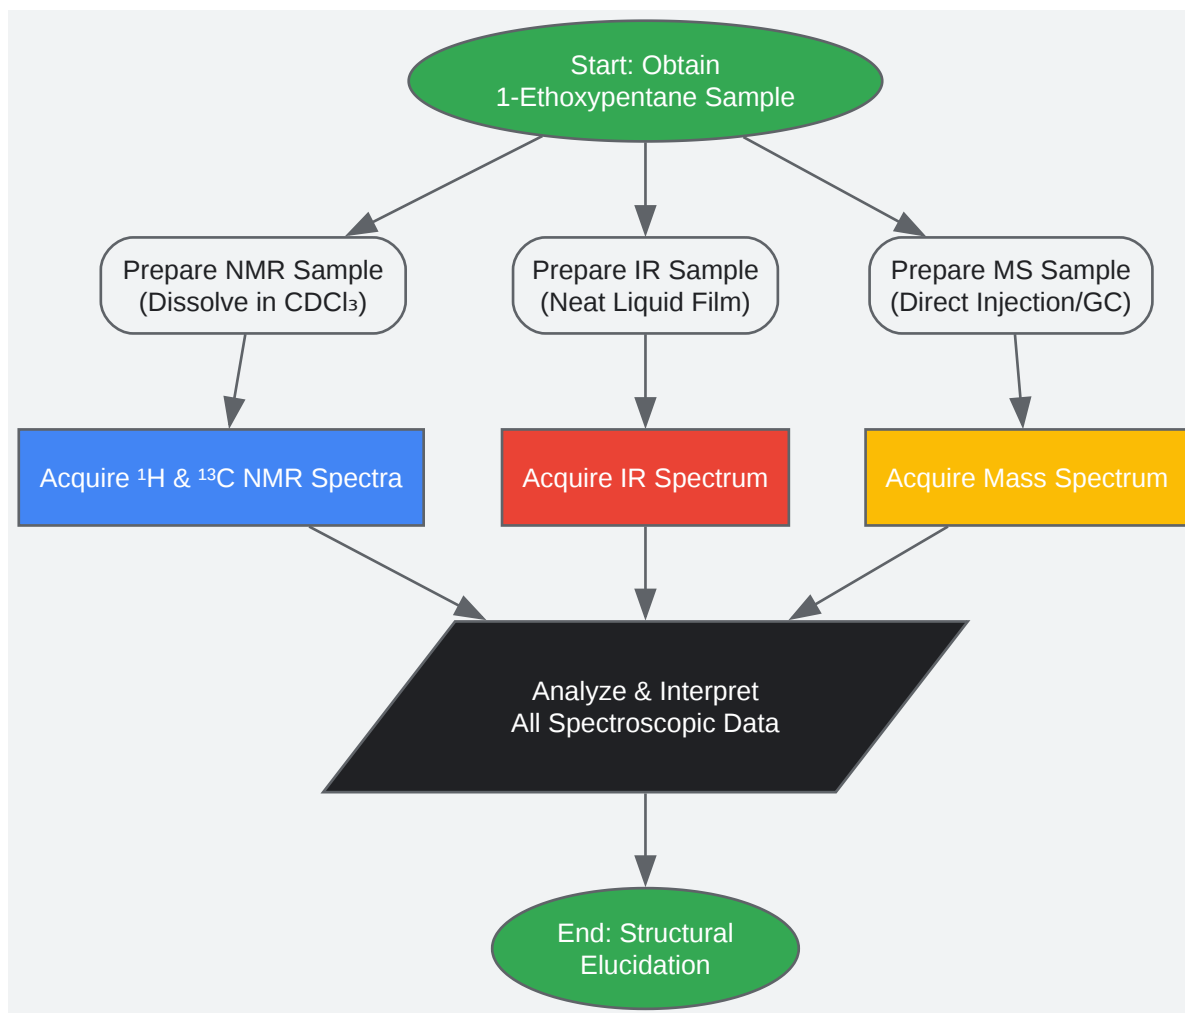 Start: Obtain
1-Ethoxypentane Sample
Prepare NMR Sample
(Dissolve in CDCl₃)
Prepare IR Sample
(Neat Liquid Film)
Prepare MS Sample
(Direct Injection/GC)
Acquire ¹H & ¹³C NMR Spectra
Acquire IR Spectrum
Acquire Mass Spectrum
Analyze & Interpret
All Spectroscopic Data
End: Structural
Elucidation